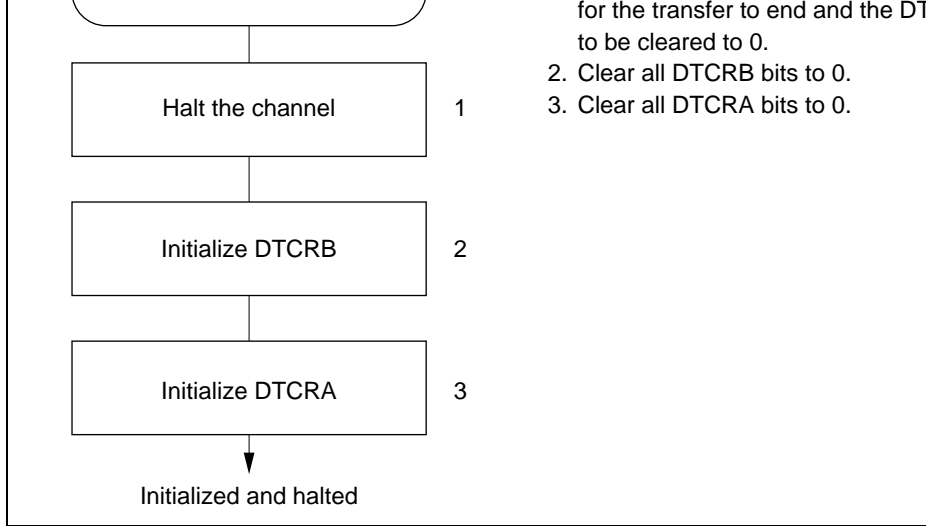 for the transfer to end and the
to be cleared to 0.
2. Clear all DTCRB bits to 0.
3. Clear all DTCRA bits to 0.
Halt the channel 1
Initialize DTCRB 2
Initialize DTCRA 3
Initialized and halted